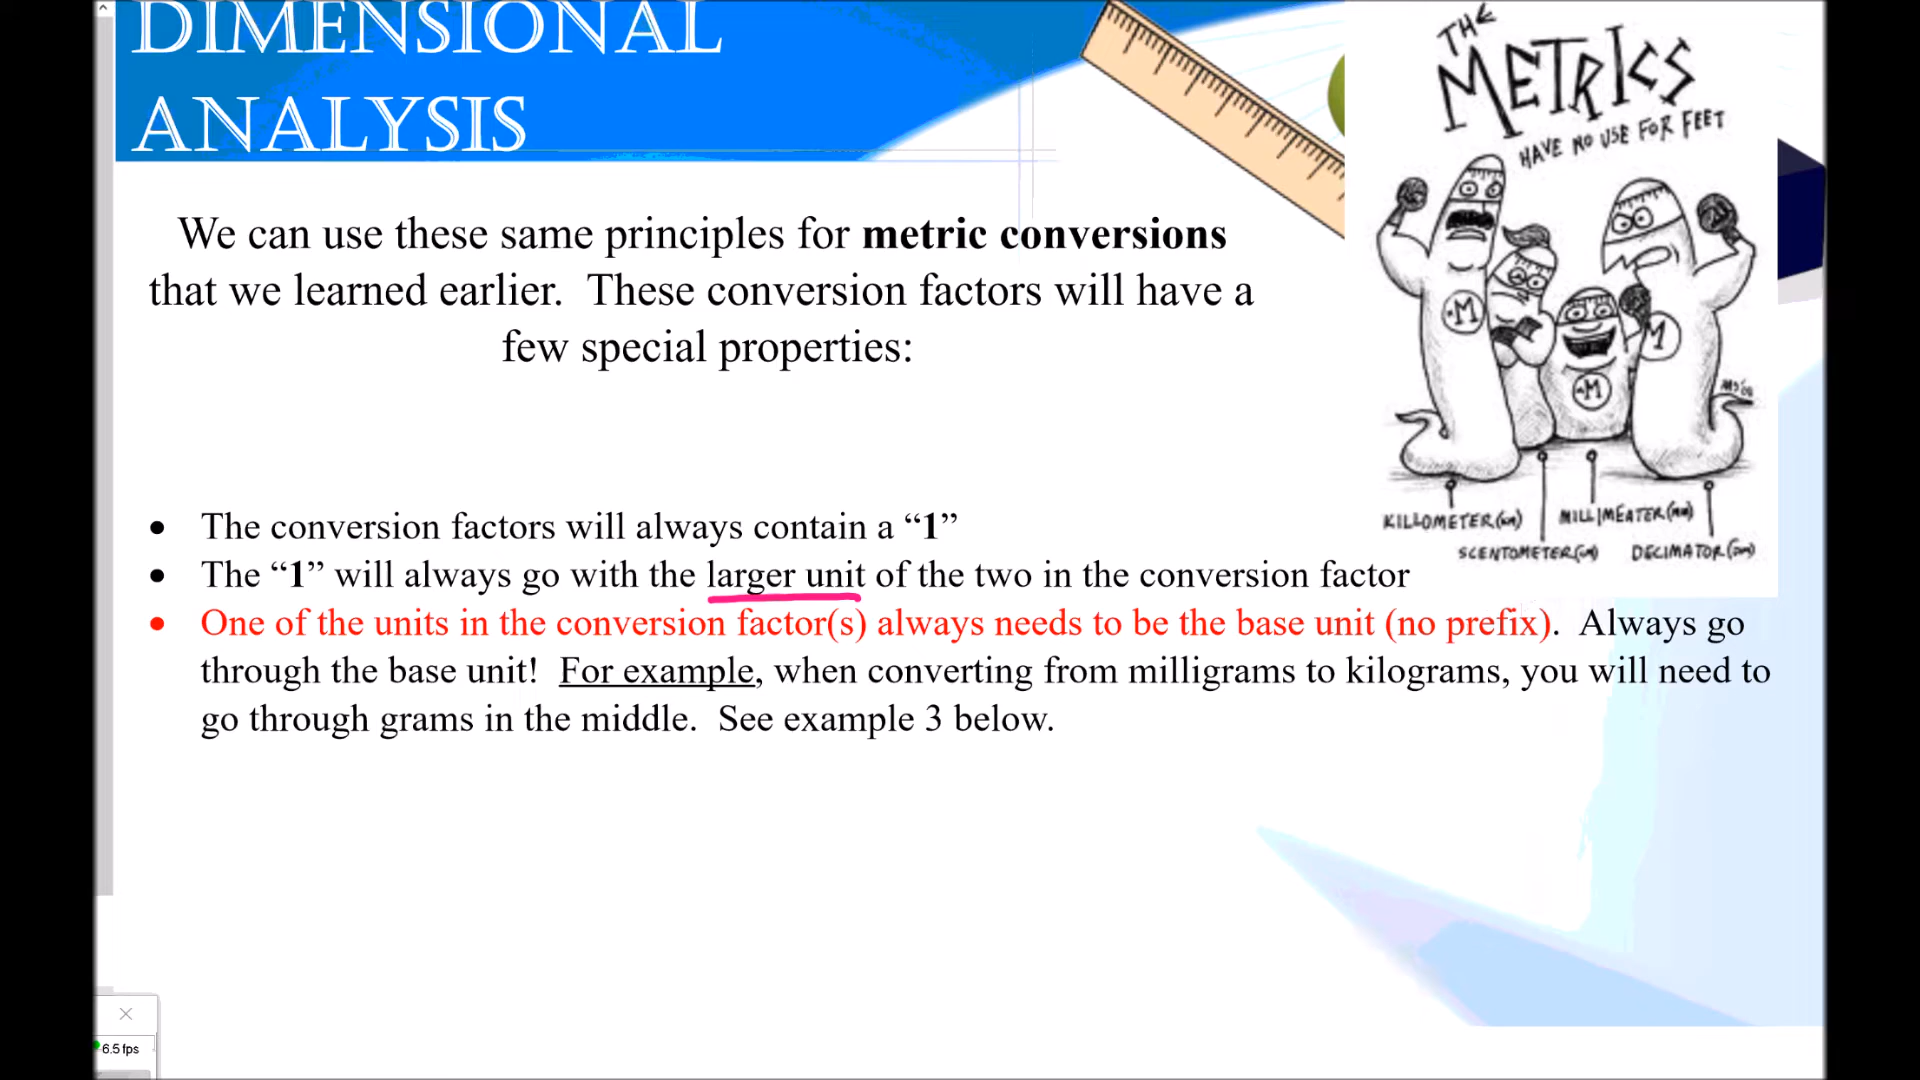 DIMENSIONAL
ANALYSIS
THE
METRICS
HAVE NO USE FOR FEET
We can use these same principles for metric conversions
that we learned earlier. These conversion factors will have a
few special properties:
M
M
M
KILLOMETER(KM)
MILLIMEATER(MM)
SCENTOMETER(CM)
DECIMATOR(DM)
• The conversion factors will always contain a “1”
• The “1” will always go with the larger unit of the two in the conversion factor
• One of the units in the conversion factor(s) always needs to be the base unit (no prefix). Always go
through the base unit! For example, when converting from milligrams to kilograms, you will need to
go through grams in the middle. See example 3 below.
6.5 fps